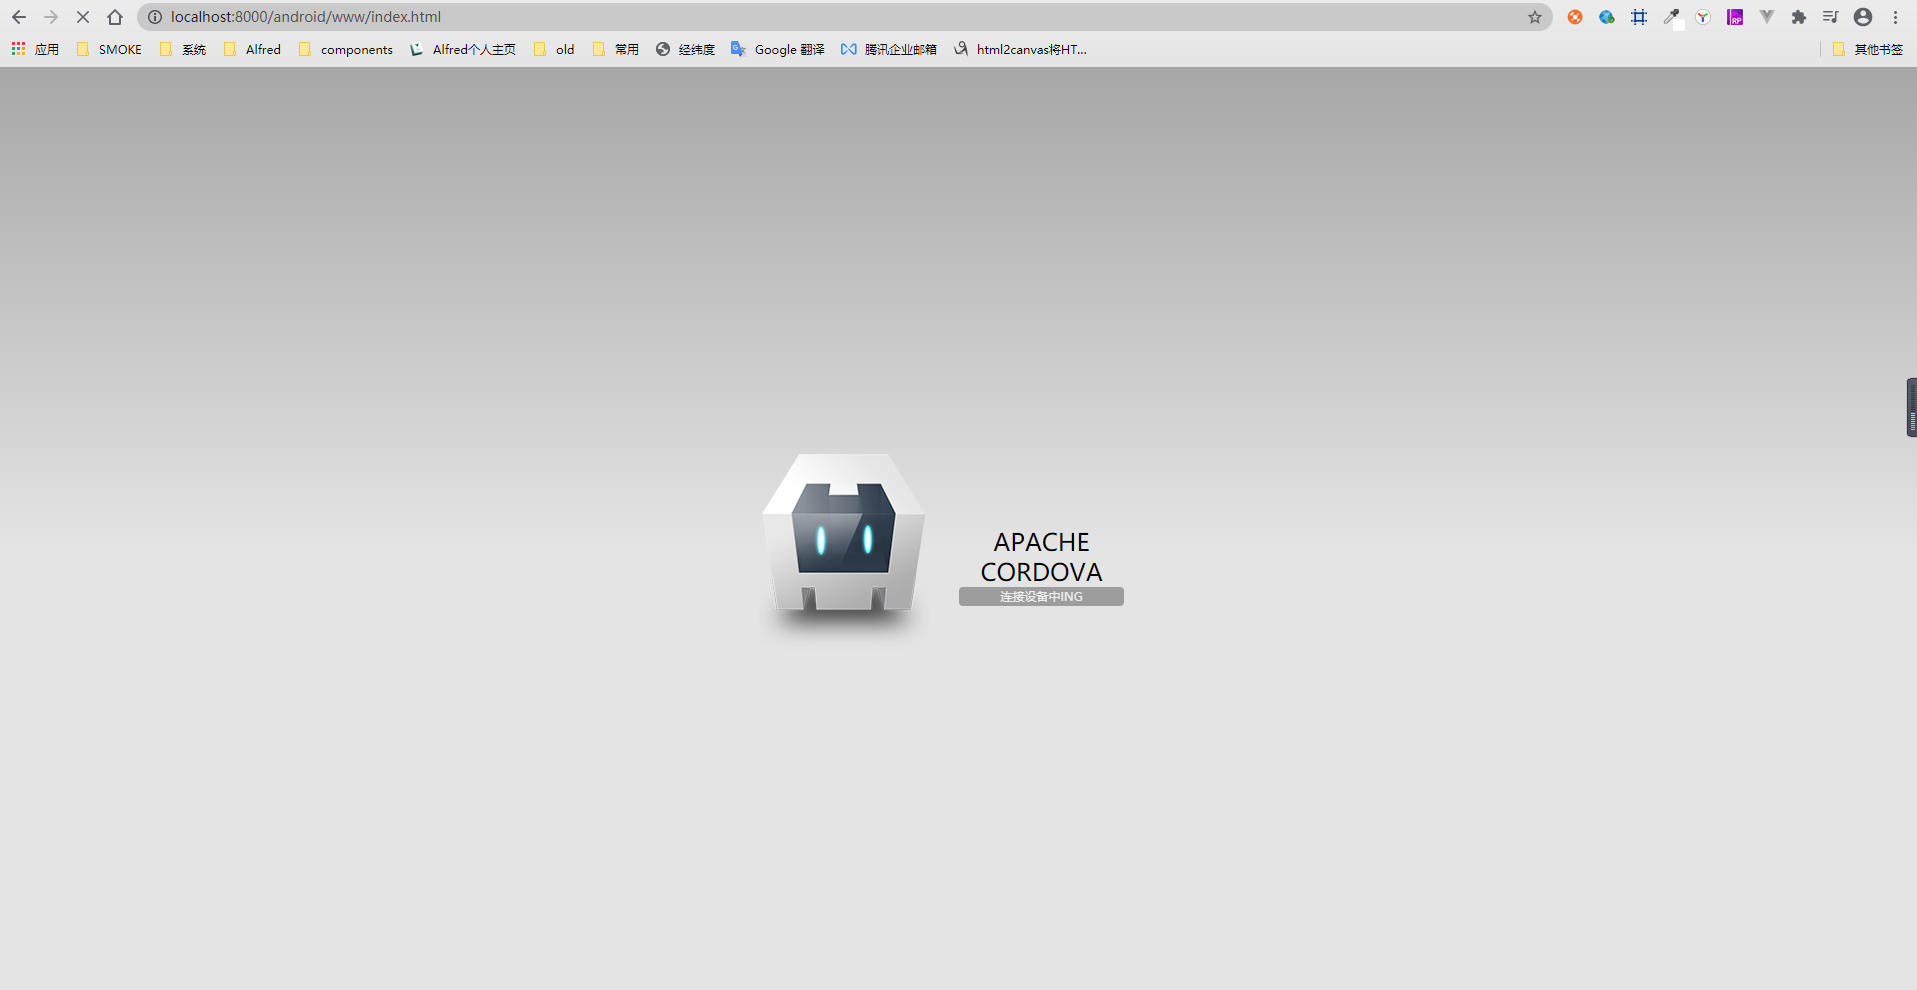 localhost:8000/android/www/index.html
应用 SMOKE 系统 Alfred components Alfred个人主页 old 常用 经纬度 Google 翻译 腾讯企业邮箱 html2canvas将HT... 其他书签
APACHE
CORDOVA
连接设备中ING